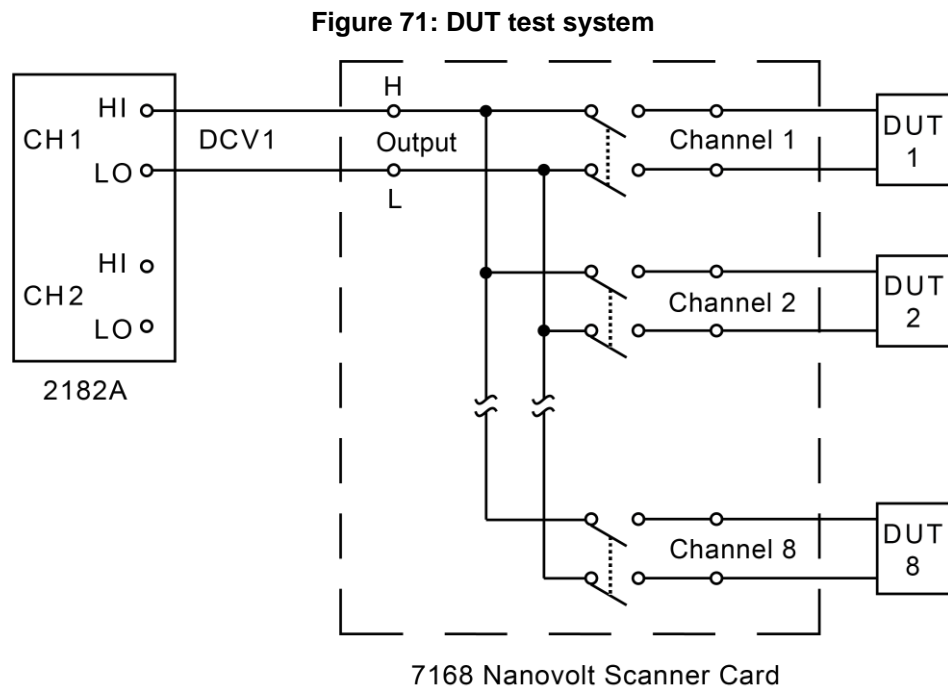 Figure 71: DUT test system
H
HI
CH1
DCV1
Output
Channel 1
DUT
1
LO
L
HI
CH2
Channel 2
DUT
2
LO
2182A
Channel 8
DUT
8
7168 Nanovolt Scanner Card